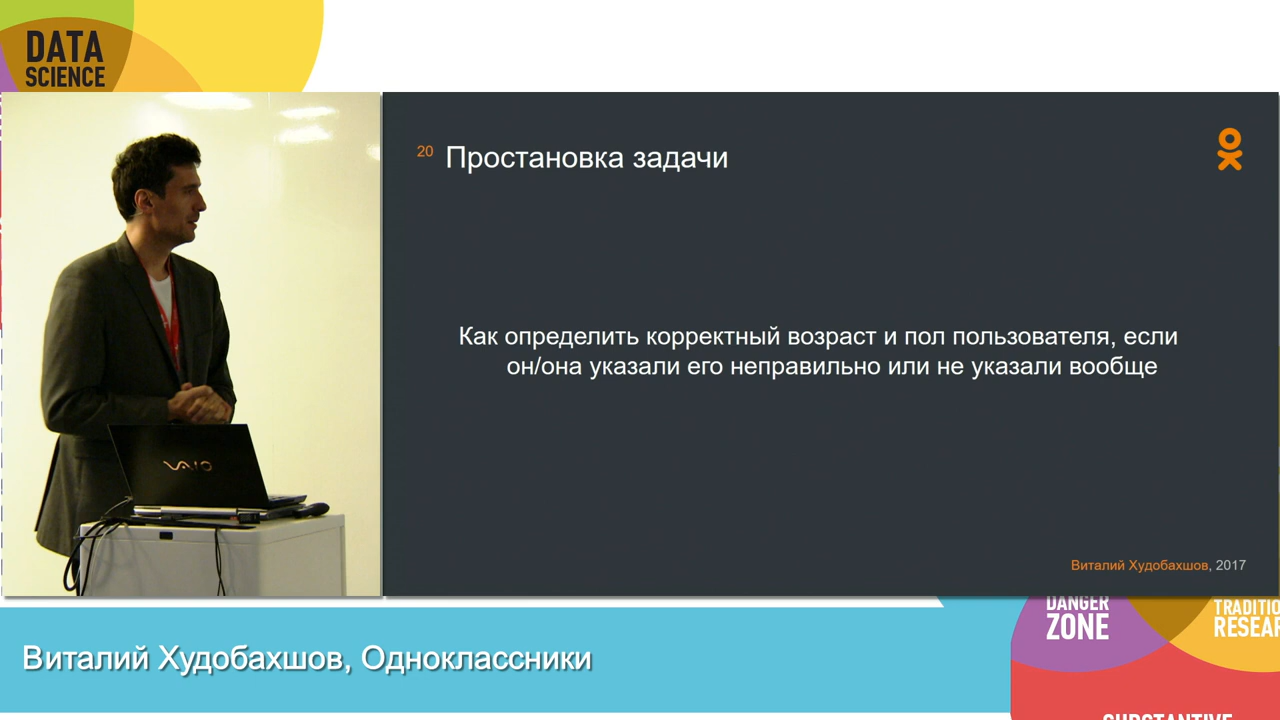 DATA
SCIENCE
20 Простановка задачи
Как определить корректный возраст и пол пользователя, если
он/она указали его неправильно или не указали вообще
VAIO
Виталий Худобахшов, 2017
DANGER
ZONE
TRADITIO
RESEAR
Виталий Худобахшов, Одноклассники
SUBSTANTIVE